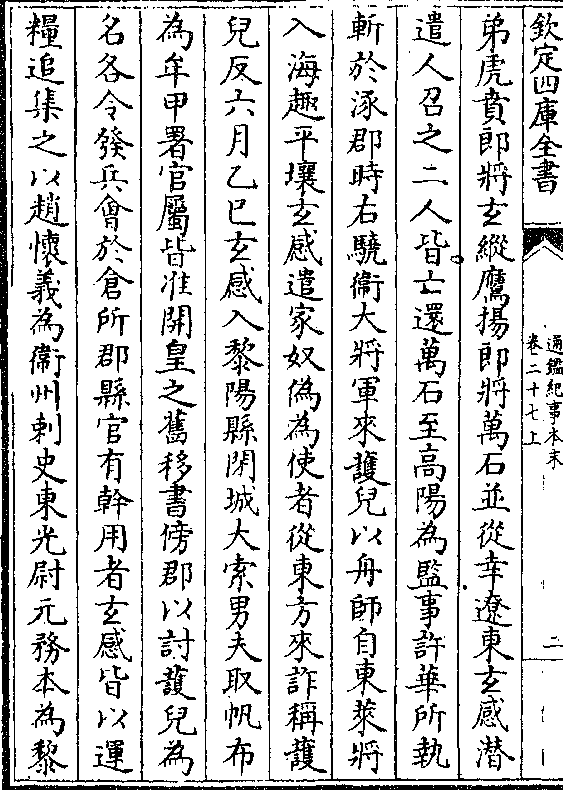 欽定四庫全書
通鑑紀事本末
卷二十七上
二
弟虎賁郎將玄縱鷹揚郎將萬石並從幸遼東玄感潛
遣人召之二人皆亡還萬石至高陽為監事許華所執
斬於涿郡時右驍衞大將軍來護兒以舟師自東萊將
入海趣平壤玄感遣家奴偽為使者從東方來詐稱護
兒反六月乙巳玄感入黎陽縣閉城大索男夫取帆布
為牟甲署官屬皆准開皇之舊移書傍郡以討護兒為
名各令發兵會於倉所郡縣官有幹用者玄感皆以運
糧追集之以趙懷義為衞州刺史東光尉元務本為黎